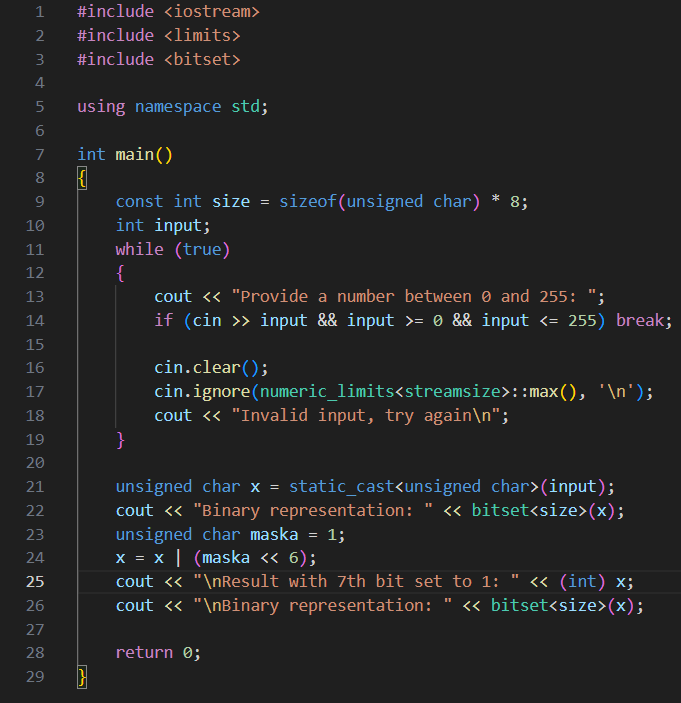 1 #include <iostream>
2 #include <limits>
3 #include <bitset>
4
5 using namespace std;
6
7 int main()
8 {
9     const int size = sizeof(unsigned char) * 8;
10     int input;
11     while (true)
12     {
13         cout << "Provide a number between 0 and 255: ";
14         if (cin >> input && input >= 0 && input <= 255) break;
15
16         cin.clear();
17         cin.ignore(numeric_limits<streamsize>::max(), '\n');
18         cout << "Invalid input, try again\n";
19     }
20
21     unsigned char x = static_cast<unsigned char>(input);
22     cout << "Binary representation: " << bitset<size>(x);
23     unsigned char maska = 1;
24     x = x | (maska << 6);
25     cout << "\nResult with 7th bit set to 1: " << (int) x;
26     cout << "\nBinary representation: " << bitset<size>(x);
27
28     return 0;
29 }